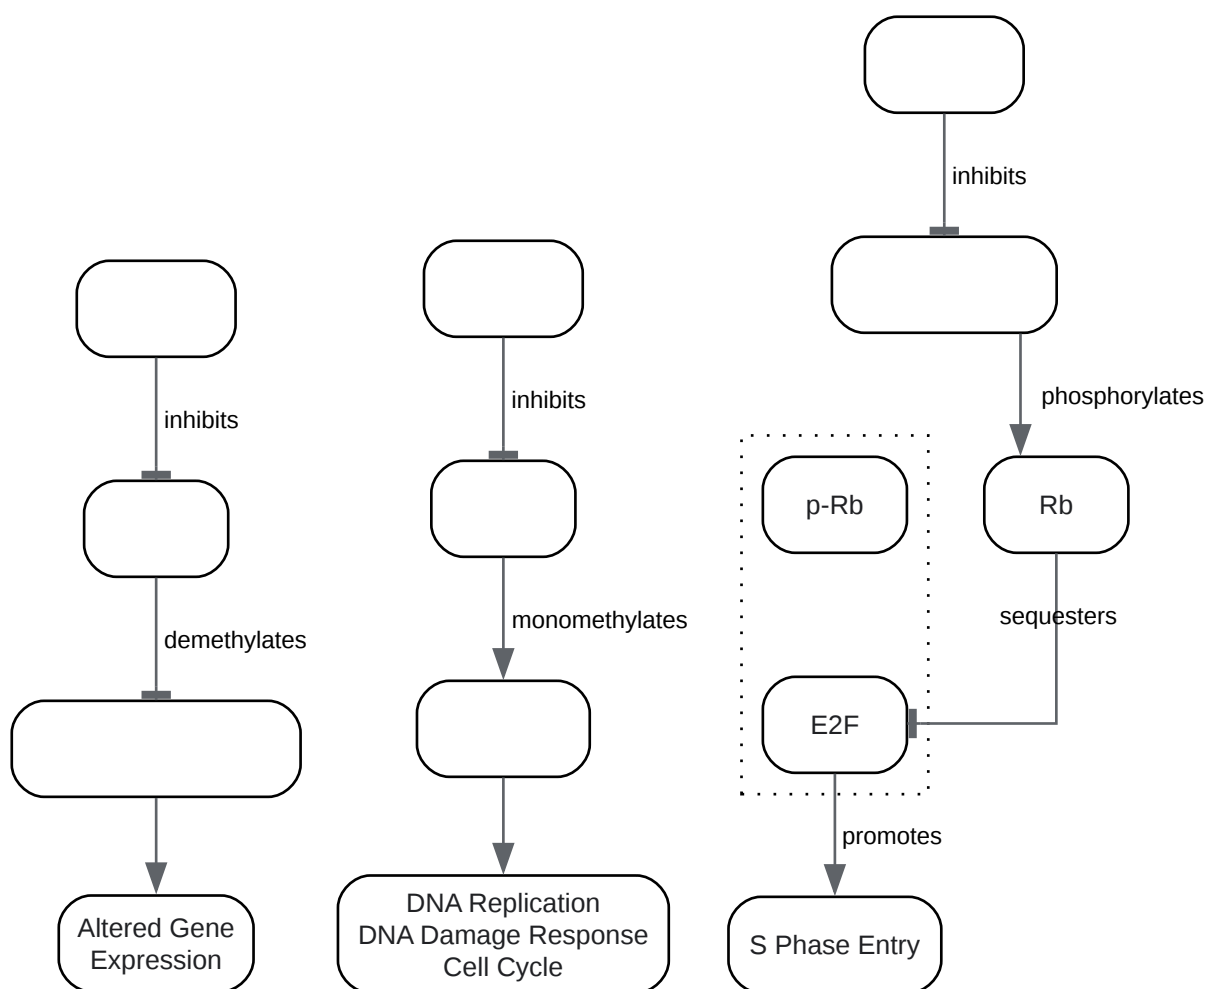 inhibits
phosphorylates
inhibits
inhibits
p-Rb
Rb
demethylates
monomethylates
sequesters
E2F
promotes
Altered Gene
Expression
DNA Replication
DNA Damage Response
Cell Cycle
S Phase Entry